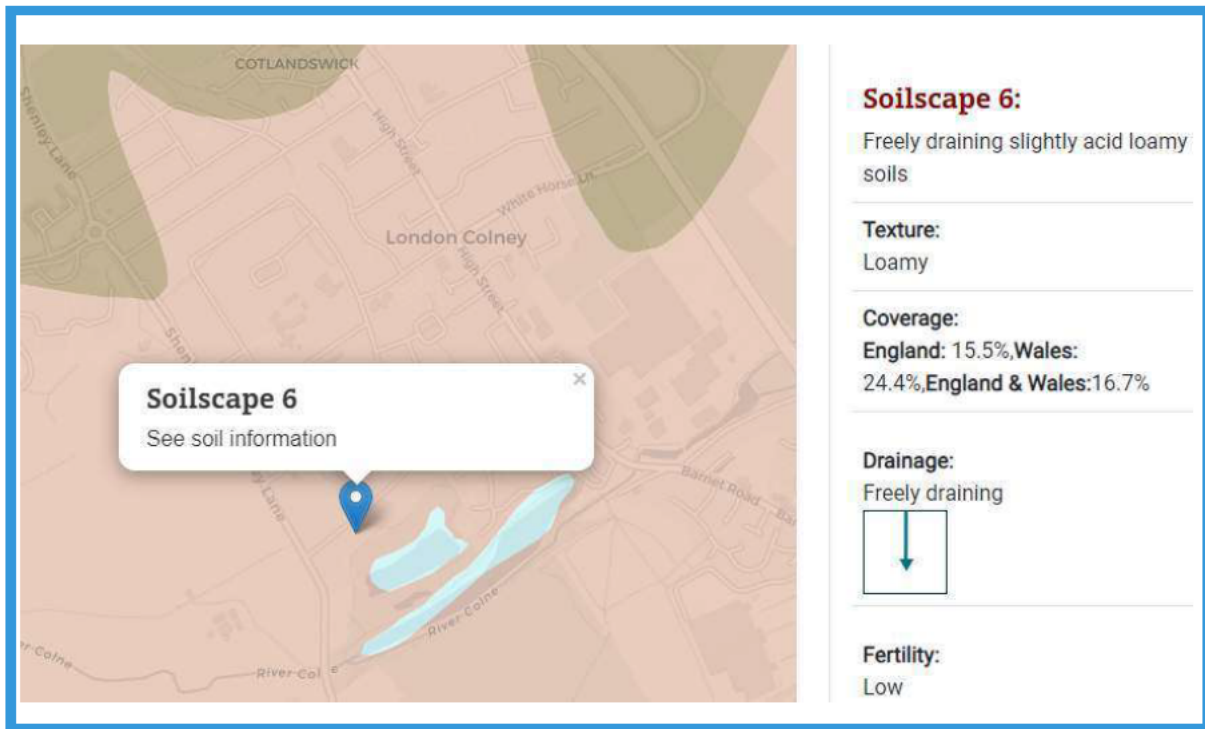 COTLANDSWICK
Shenley Lane
High Street
White Horse Ln.
London Colney
High Street
Soilscape 6
×
See soil information
Barnet Road
River Colne
River Col e
Soilscape 6:
Freely draining slightly acid loamy
soils
Texture:
Loamy
Coverage:
England: 15.5%,Wales:
24.4%,England & Wales:16.7%
Drainage:
Freely draining
Fertility:
Low